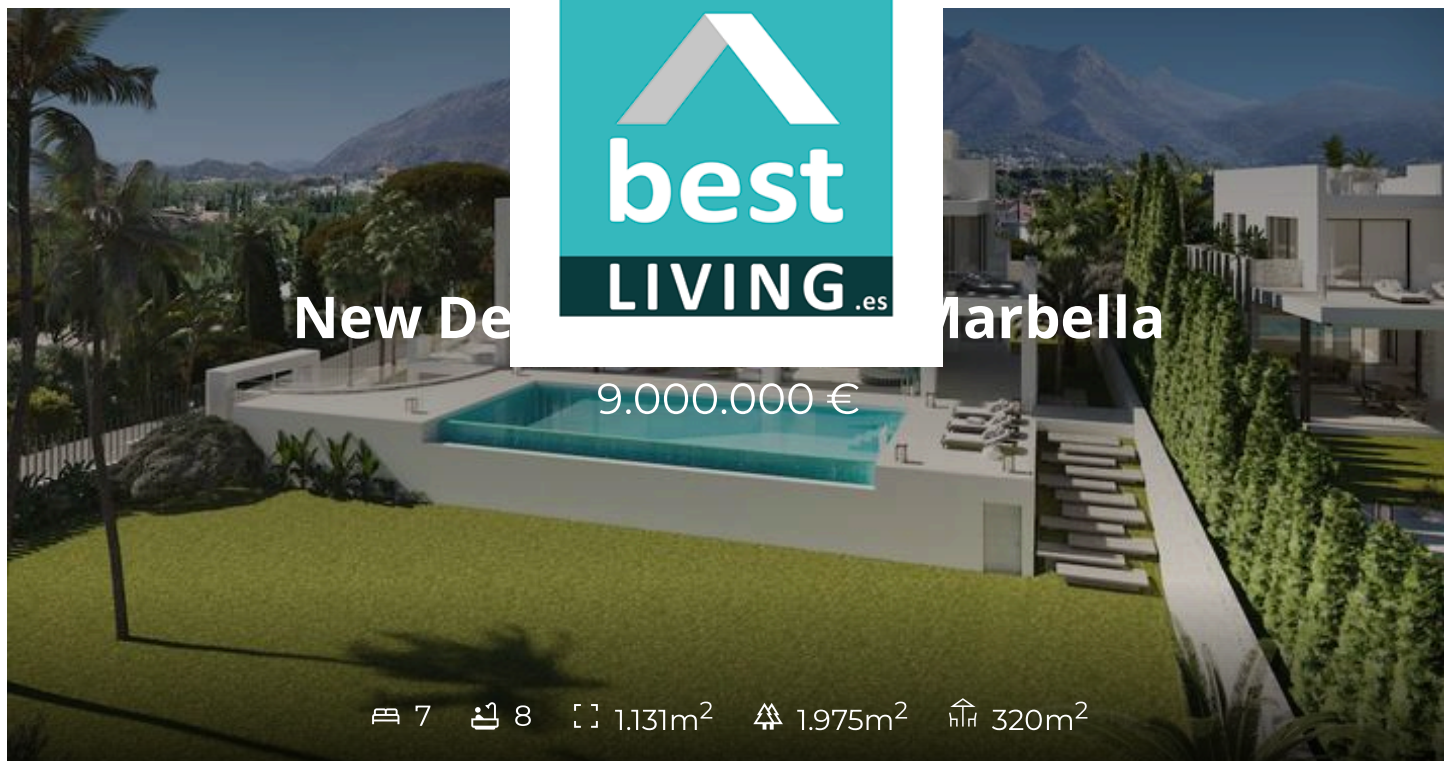 best
LIVING.es
New De Marbella
9.000.000 €
7 8 1.131m² 1.975m² 320m²